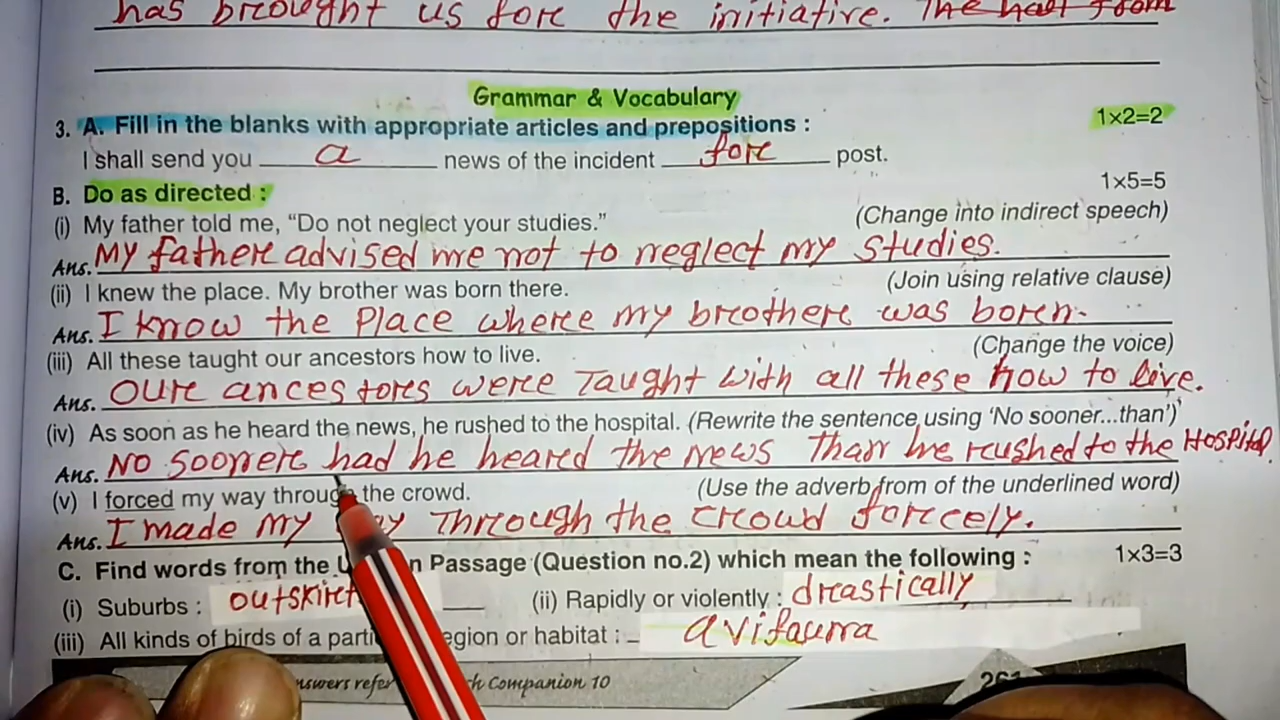 has brought us for the initiative. The half from
Grammar & Vocabulary
3. A. Fill in the blanks with appropriate articles and prepositions : 1×2=2
I shall send you a news of the incident for post.
B. Do as directed : 1×5=5
(i) My father told me, “Do not neglect your studies.” (Change into indirect speech)
Ans. My father advised me not to neglect my studies.
(ii) I knew the place. My brother was born there. (Join using relative clause)
Ans. I know the place where my brother was born.
(iii) All these taught our ancestors how to live. (Change the voice)
Ans. Our ancestors were taught with all these how to live.
(iv) As soon as he heard the news, he rushed to the hospital. (Rewrite the sentence using ‘No sooner...than’)
Ans. No sooner had he heard the news than he rushed to the Hospital
(v) I forced my way through the crowd. (Use the adverb from of the underlined word)
Ans. I made my through the crowd forcely.
C. Find words from the Passage (Question no.2) which mean the following : 1×3=3
(i) Suburbs : outskirt (ii) Rapidly or violently : drastically
(iii) All kinds of birds of a region or habitat : avifauna
Companion 10